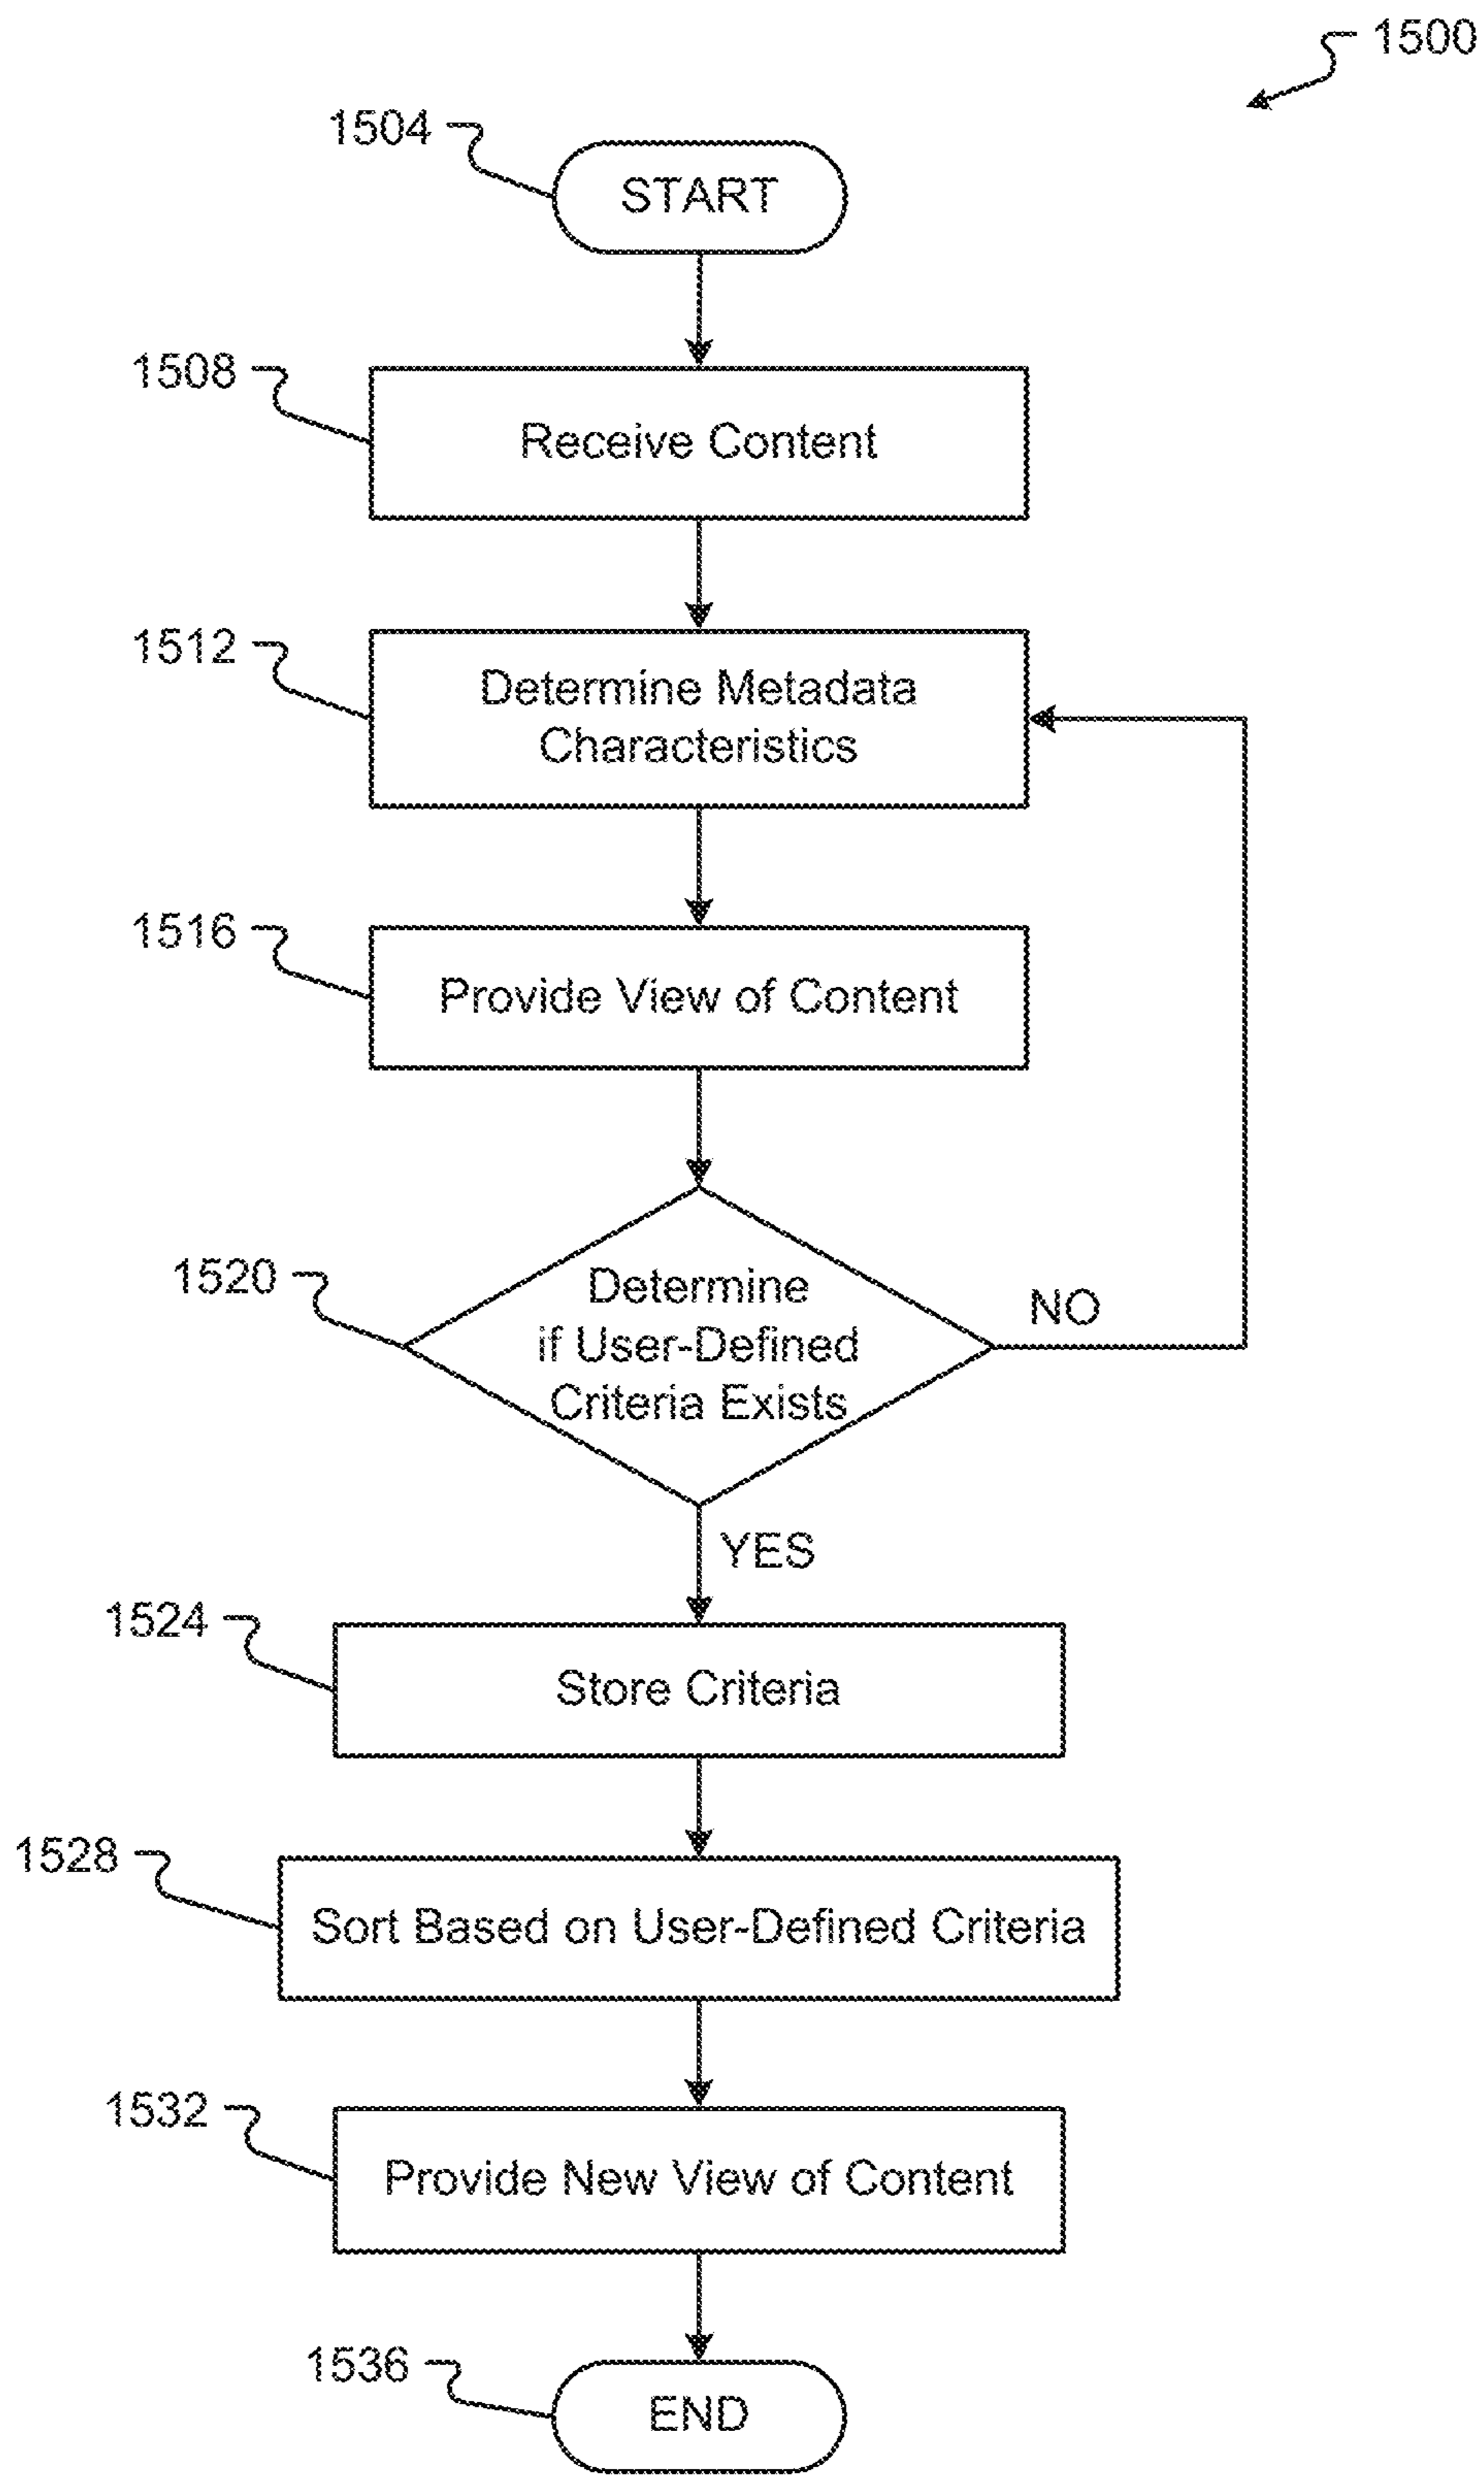 1500
1504
START
1508
Receive Content
1512
Determine Metadata
Characteristics
1516
Provide View of Content
1520
Determine
if User-Defined
Criteria Exists
NO
YES
1524
Store Criteria
1528
Sort Based on User-Defined Criteria
1532
Provide New View of Content
1536
END